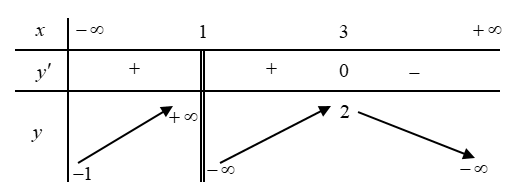 x −∞ 1 3 +∞
y′ + + 0 −
y +∞ 2
−1 −∞ −∞